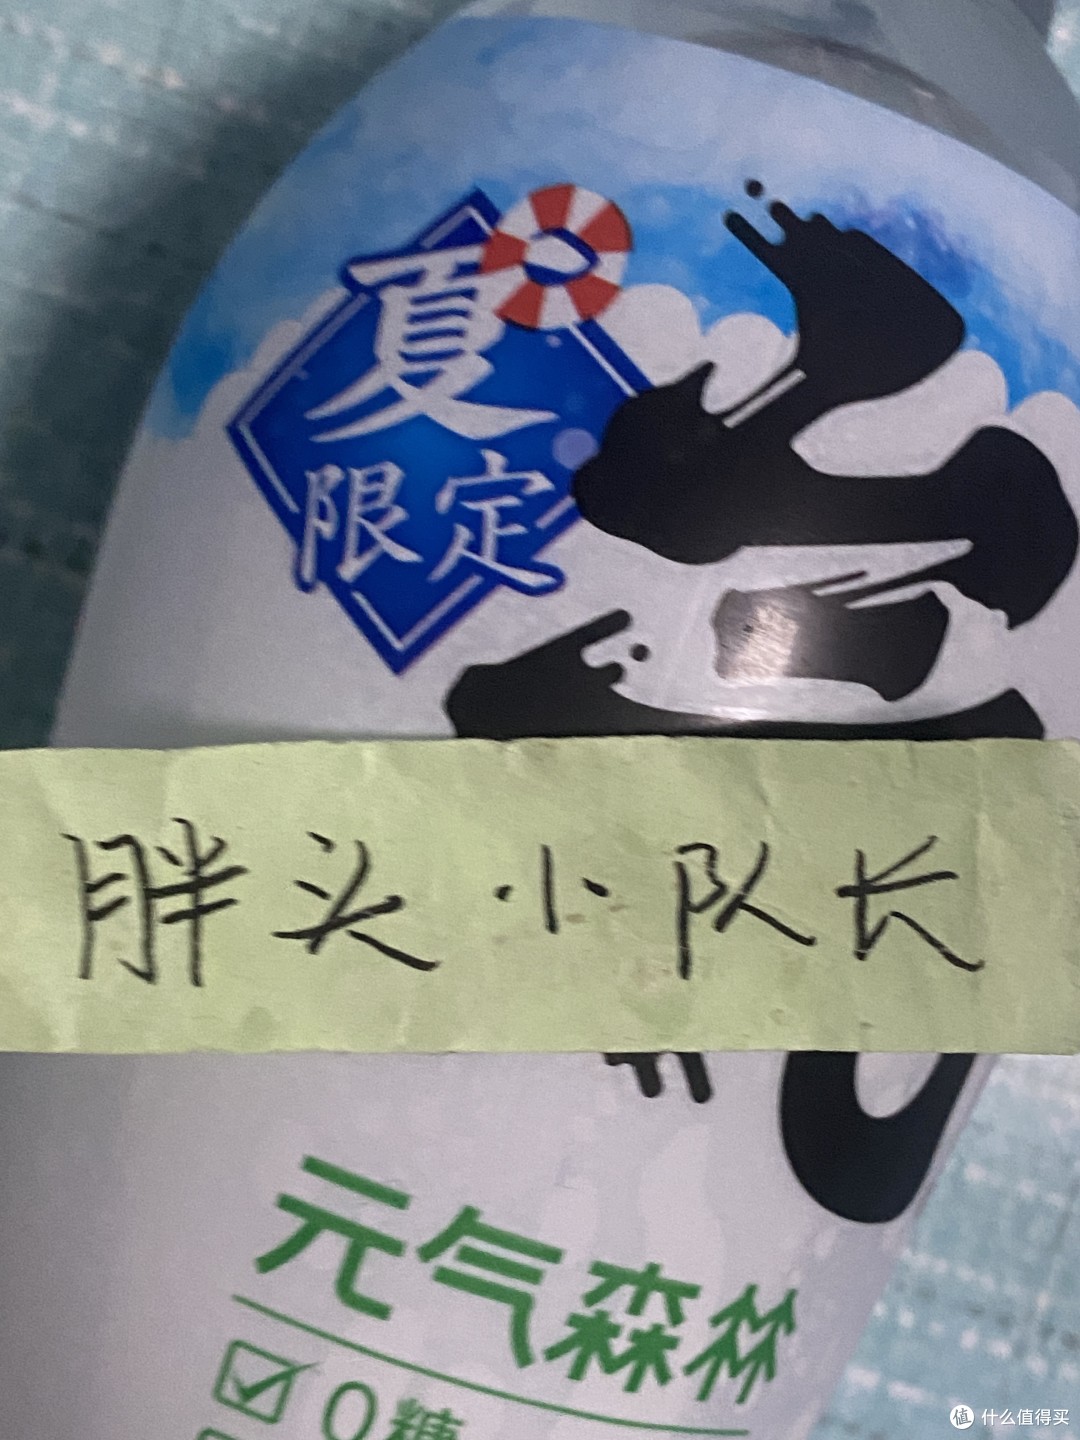 夏
限定
胖头小队长
元气森林
0糖
什么值得买